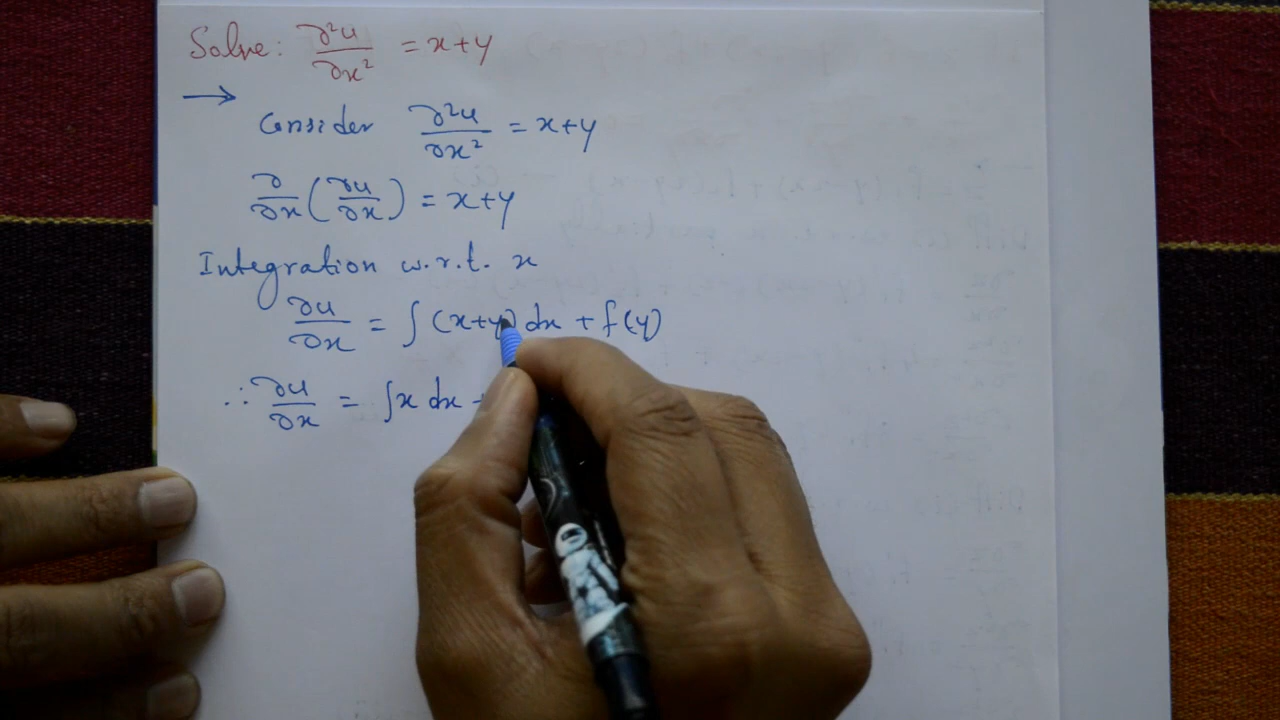 Solve: ∂²u/∂x² = x+y
→
Consider ∂²u/∂x² = x+y
∂/∂x (∂u/∂x) = x+y
Integration w.r.t. x
∂u/∂x = ∫ (x+y) dx + f(y)
∴ ∂u/∂x = ∫x dx